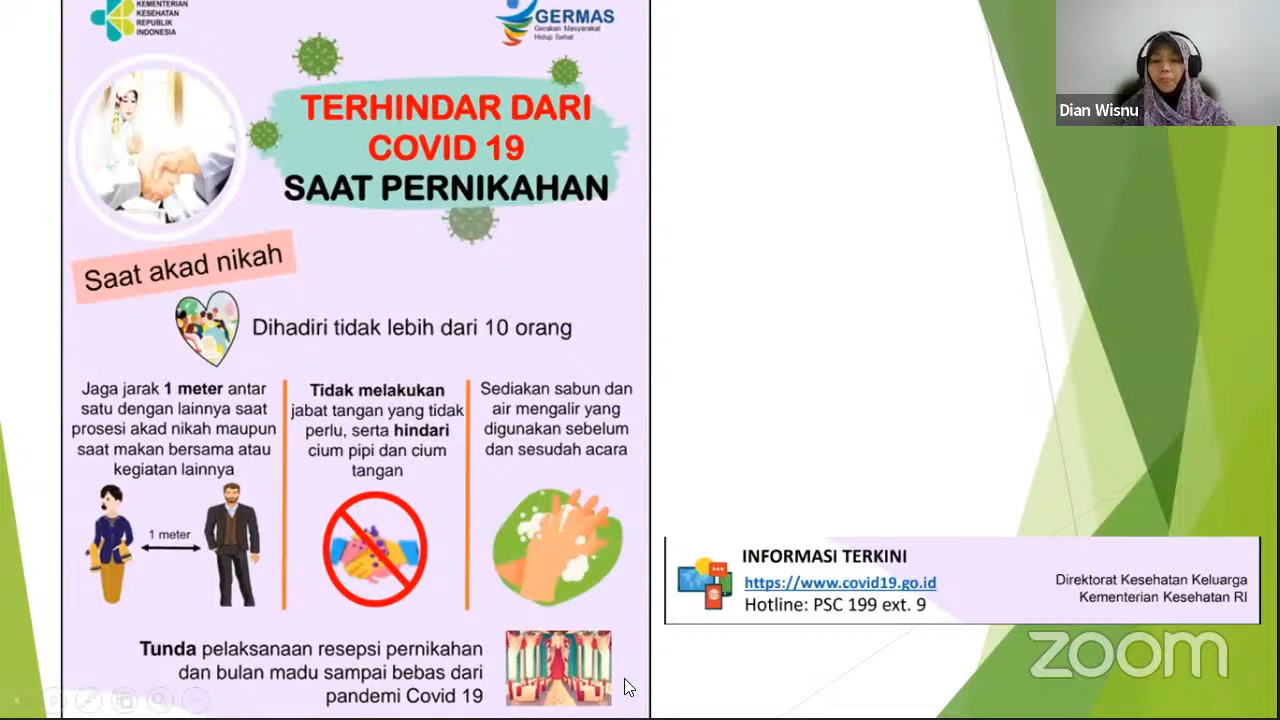 KEMENTERIAN
KESEHATAN
REPUBLIK
INDONESIA
GERMAS
Gerakan Masyarakat
Hidup Sehat
TERHINDAR DARI
COVID 19
SAAT PERNIKAHAN
Saat akad nikah
Dihadiri tidak lebih dari 10 orang
Jaga jarak 1 meter antar
satu dengan lainnya saat
prosesi akad nikah maupun
saat makan bersama atau
kegiatan lainnya
1 meter
Tidak melakukan
jabat tangan yang tidak
perlu, serta hindari
cium pipi dan cium
tangan
Sediakan sabun dan
air mengalir yang
digunakan sebelum
dan sesudah acara
Tunda pelaksanaan resepsi pernikahan
dan bulan madu sampai bebas dari
pandemi Covid 19
Dian Wisnu
INFORMASI TERKINI
https://www.covid19.go.id
Hotline: PSC 199 ext. 9
Direktorat Kesehatan Keluarga
Kementerian Kesehatan RI
zoom